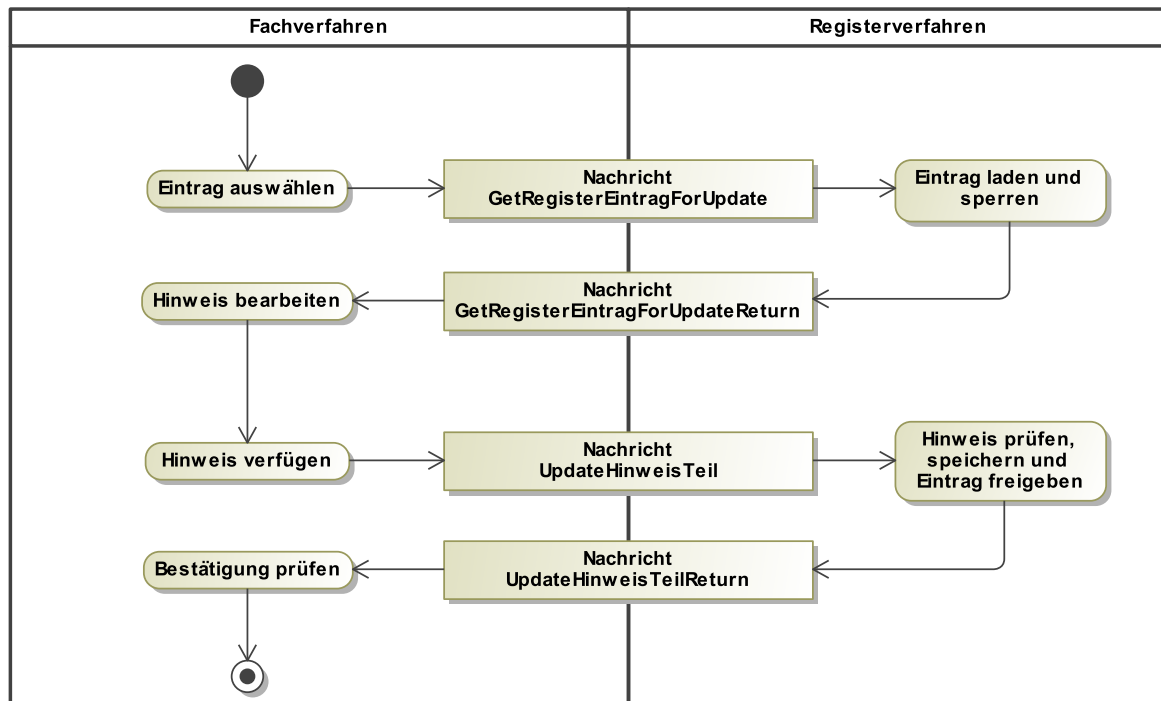 Fachverfahren
Registerverfahren
Eintrag auswählen
Nachricht
GetRegisterEintragForUpdate
Eintrag laden und
sperren
Hinweis bearbeiten
Nachricht
GetRegisterEintragForUpdateReturn
Hinweis verfügen
Nachricht
UpdateHinweisTeil
Hinweis prüfen,
speichern und
Eintrag freigeben
Bestätigung prüfen
Nachricht
UpdateHinweisTeilReturn